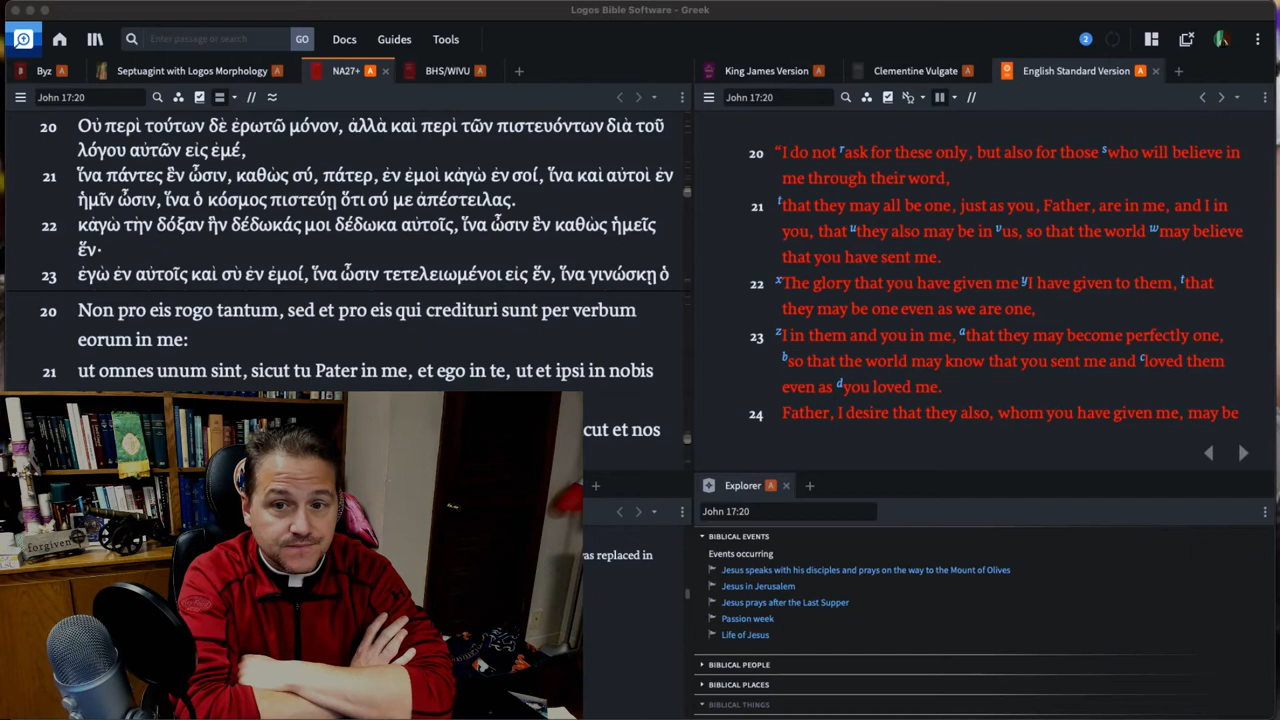 Logos Bible Software - Greek
Enter passage or search GO Docs Guides Tools 2
Byz A Septuagint with Logos Morphology A NA27+ A BHS/WIVU A
John 17:20
20 Οὐ περὶ τούτων δὲ ἐρωτῶ μόνον, ἀλλὰ καὶ περὶ τῶν πιστευόντων διὰ τοῦ
λόγου αὐτῶν εἰς ἐμέ,
21 ἵνα πάντες ἓν ὦσιν, καθὼς σύ, πάτερ, ἐν ἐμοὶ κἀγὼ ἐν σοί, ἵνα καὶ αὐτοὶ ἐν
ἡμῖν ὦσιν, ἵνα ὁ κόσμος πιστεύῃ ὅτι σύ με ἀπέστειλας.
22 κἀγὼ τὴν δόξαν ἣν δέδωκάς μοι δέδωκα αὐτοῖς, ἵνα ὦσιν ἓν καθὼς ἡμεῖς
ἕν·
23 ἐγὼ ἐν αὐτοῖς καὶ σὺ ἐν ἐμοί, ἵνα ὦσιν τετελειωμένοι εἰς ἕν, ἵνα γινώσκῃ ὁ
20 Non pro eis rogo tantum, sed et pro eis qui credituri sunt per verbum
eorum in me:
21 ut omnes unum sint, sicut tu Pater in me, et ego in te, ut et ipsi in nobis
cut et nos
as replaced in
forgiven
King James Version A Clementine Vulgate A English Standard Version A
John 17:20
20 “I do not rask for these only, but also for those swho will believe in
me through their word,
21 tthat they may all be one, just as you, Father, are in me, and I in
you, that uthey also may be in vus, so that the world wmay believe
that you have sent me.
22 xThe glory that you have given me yI have given to them, tthat
they may be one even as we are one,
23 zI in them and you in me, athat they may become perfectly one,
bso that the world may know that you sent me and cloved them
even as dyou loved me.
24 Father, I desire that they also, whom you have given me, may be
Explorer A
John 17:20
BIBLICAL EVENTS
Events occurring
Jesus speaks with his disciples and prays on the way to the Mount of Olives
Jesus in Jerusalem
Jesus prays after the Last Supper
Passion week
Life of Jesus
BIBLICAL PEOPLE
BIBLICAL PLACES
BIBLICAL THINGS